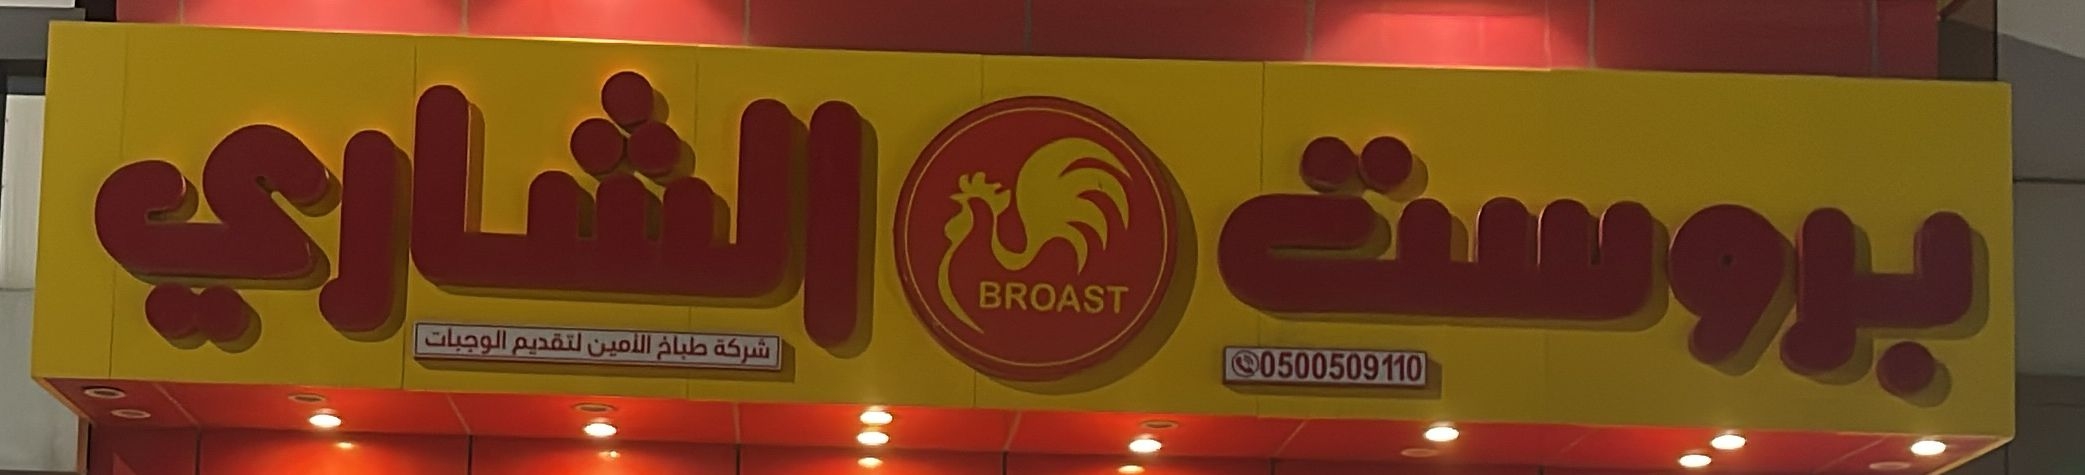 بروست الشاري
BROAST
0500509110
شركة طباخ الأمين لتقديم الوجبات